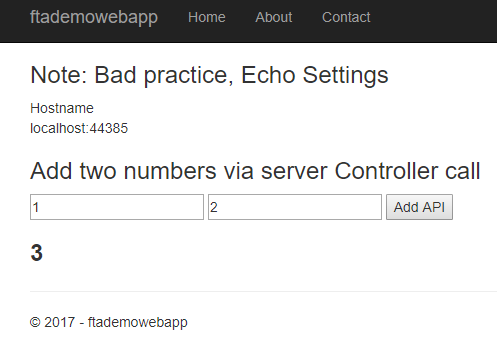 ftademowebapp Home About Contact
Note: Bad practice, Echo Settings
Hostname
localhost:44385
Add two numbers via server Controller call
1 2 Add API
3
© 2017 - ftademowebapp